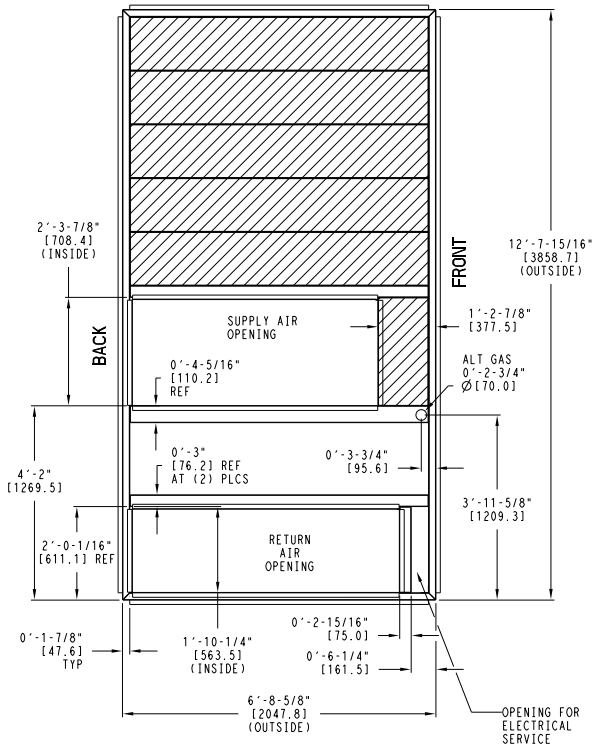 2'-3-7/8"
[708.4]
(INSIDE)
12'-7-15/16"
[3858.7]
(OUTSIDE)
FRONT
SUPPLY AIR
OPENING
1'-2-7/8"
[377.5]
BACK
0'-4-5/16"
[110.2]
REF
ALT GAS
0'-2-3/4"
Ø[70.0]
0'-3"
[76.2] REF
AT (2) PLCS
0'-3-3/4"
[95.6]
4'-2"
[1269.5]
3'-11-5/8"
[1209.3]
2'-0-1/16"
[611.1] REF
RETURN
AIR
OPENING
0'-1-7/8"
[47.6]
TYP
1'-10-1/4"
[563.5]
(INSIDE)
0'-2-15/16"
[75.0]
0'-6-1/4"
[161.5]
6'-8-5/8"
[2047.8]
(OUTSIDE)
OPENING FOR
ELECTRICAL
SERVICE